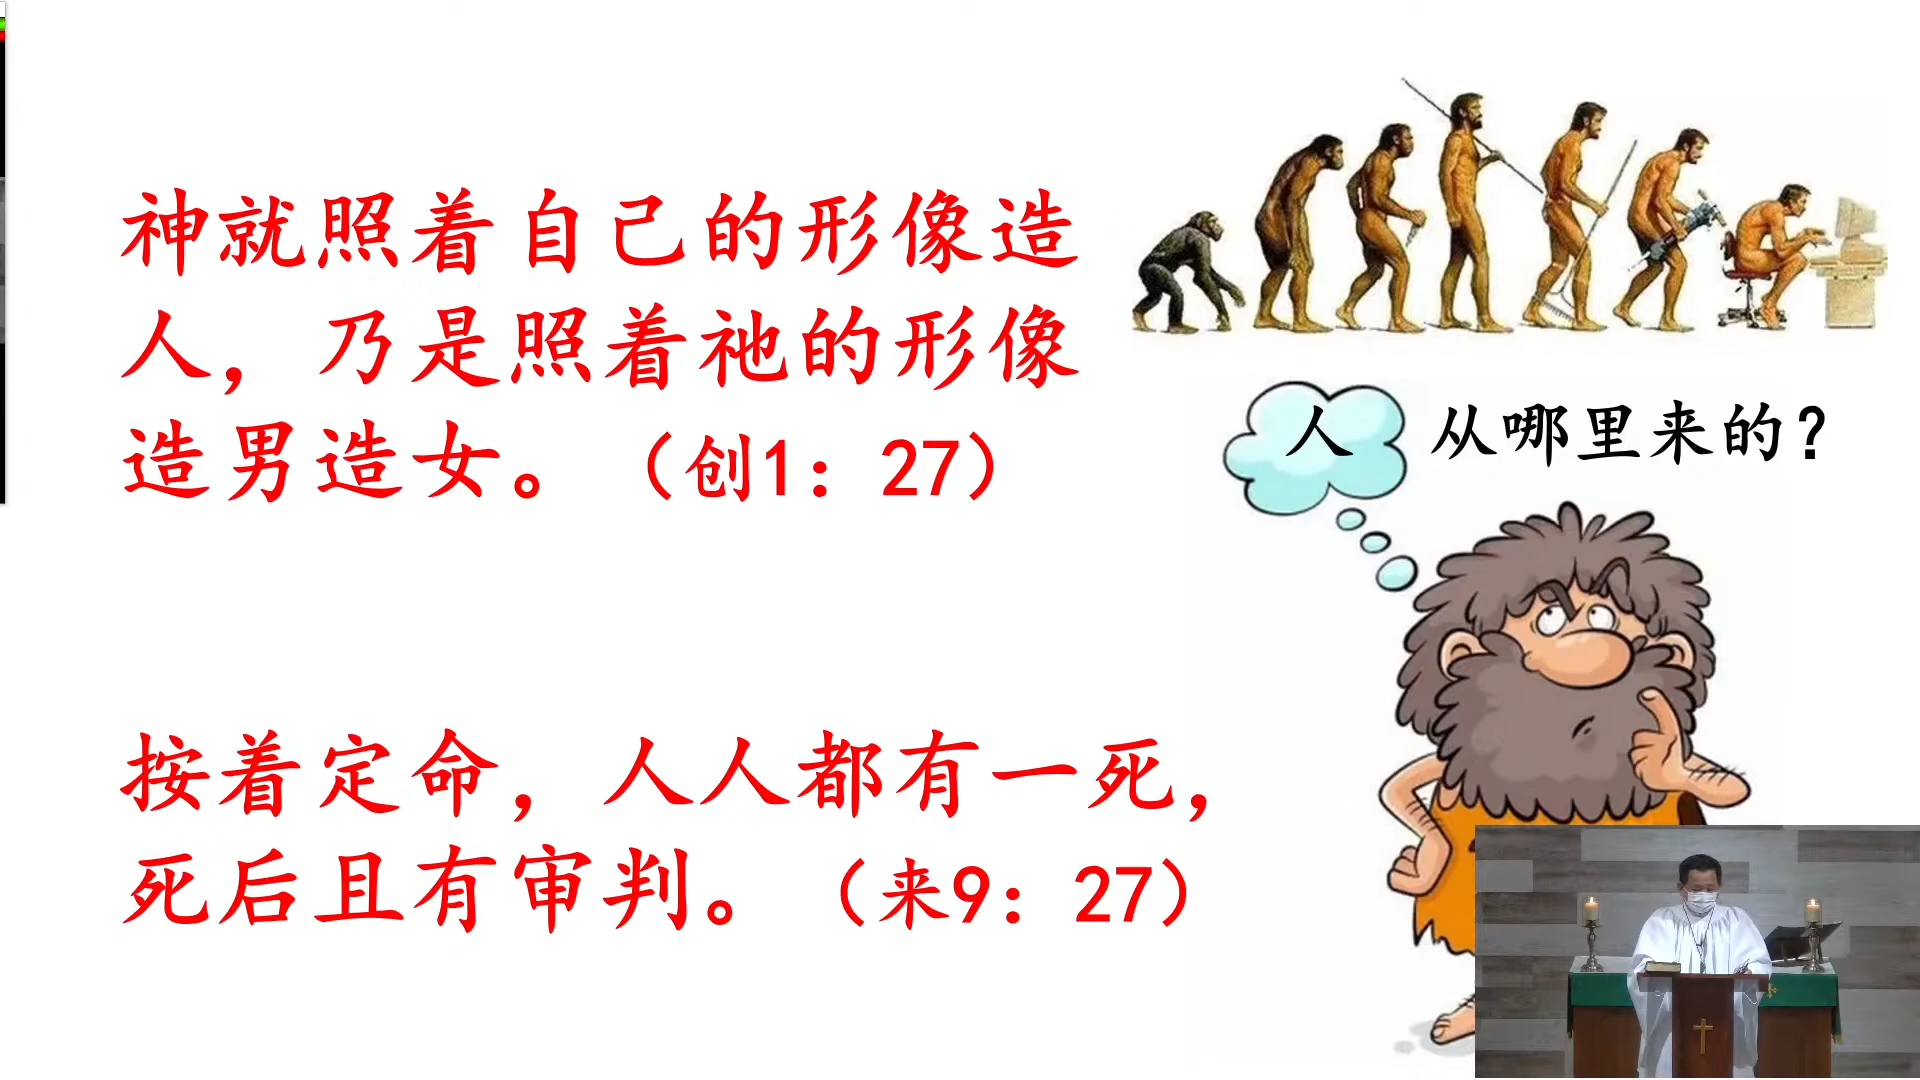 神就照着自己的形像造
人，乃是照着祂的形像
造男造女。（创1：27）
人 从哪里来的？
按着定命，人人都有一死，
死后且有审判。（来9：27）